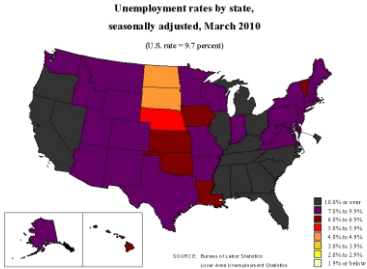 Unemployment rates by state,
seasonally adjusted, March 2010
(U.S. rate = 9.7 percent)
10.0% or over
7.0% to 9.9%
6.0% to 6.9%
5.0% to 5.9%
4.0% to 4.9%
3.0% to 3.9%
2.0% to 2.9%
1.9% or below
SOURCE: Bureau of Labor Statistics
Local Area Unemployment Statistics